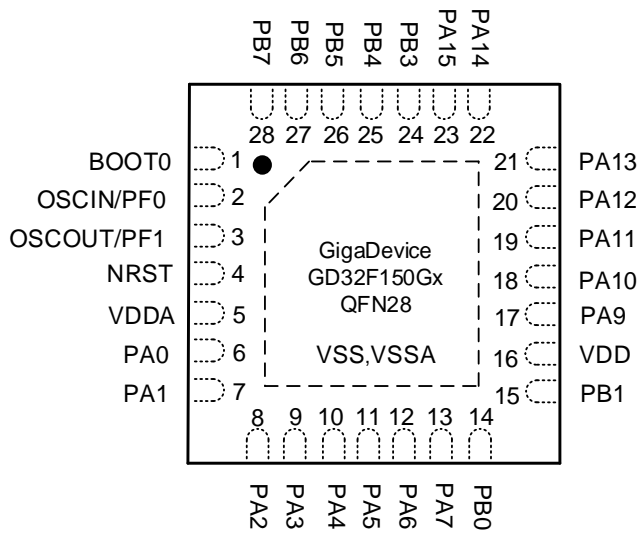 PB7 PB6 PB5 PB4 PB3 PA15 PA14
28 27 26 25 24 23 22
BOOT0 1
OSCIN/PF0 2
OSCOUT/PF1 3
NRST 4
VDDA 5
PA0 6
PA1 7
GigaDevice
GD32F150Gx
QFN28
VSS,VSSA
21 PA13
20 PA12
19 PA11
18 PA10
17 PA9
16 VDD
15 PB1
8 9 10 11 12 13 14
PA2 PA3 PA4 PA5 PA6 PA7 PB0